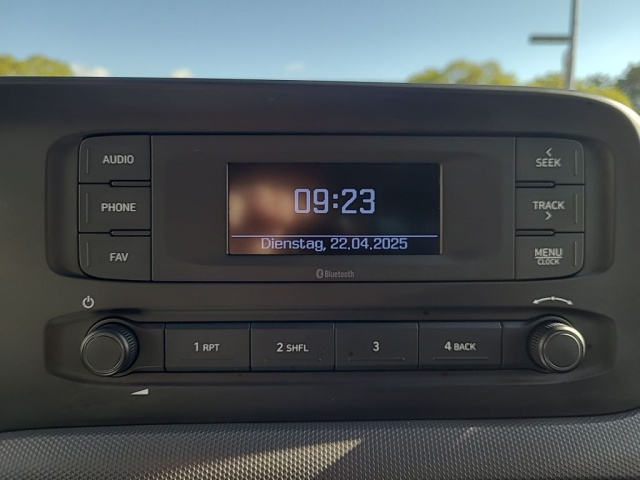 AUDIO
PHONE
FAV
09:23
Dienstag, 22.04.2025
Bluetooth
< SEEK
TRACK >
MENU
CLOCK
1 RPT
2 SHFL
3
4 BACK